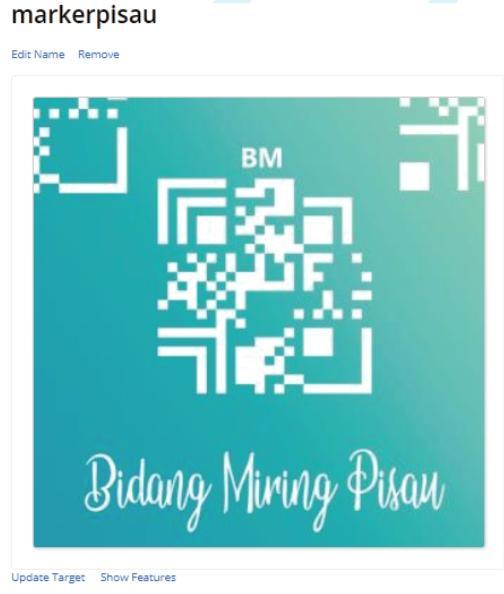 markerpisau
Edit Name Remove
BM
Bidang Miring Pisau
Update Target Show Features